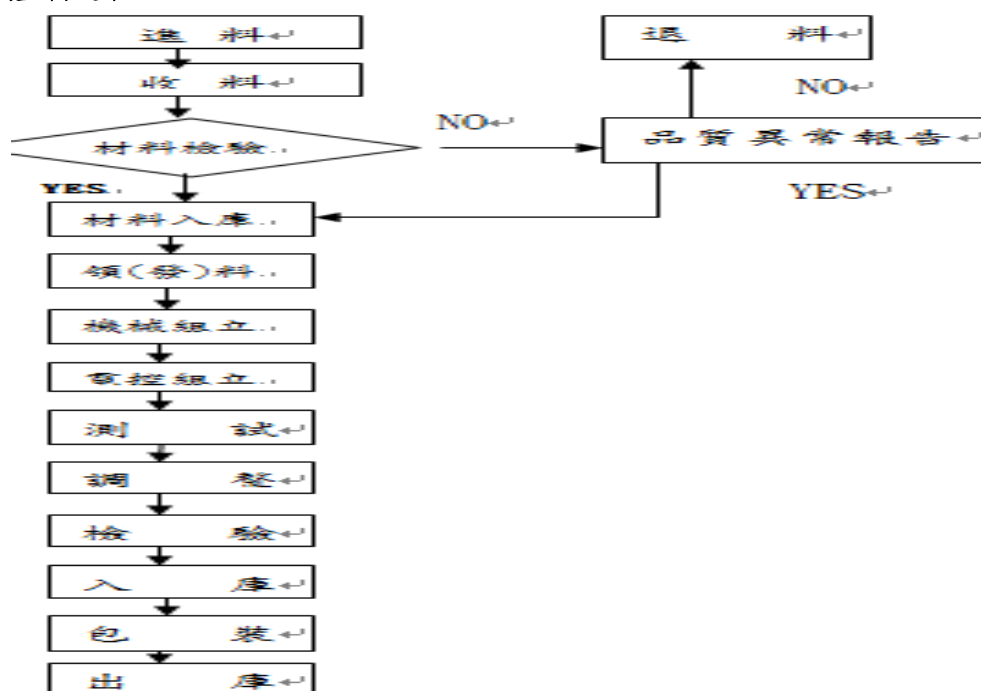 進 料
退 料
收 料
NO
NO
材料檢驗
品質異常報告
YES
YES
材料入庫
領(發)料
機械組立
電控組立
測 試
調 整
檢 驗
入 庫
包 裝
出 庫